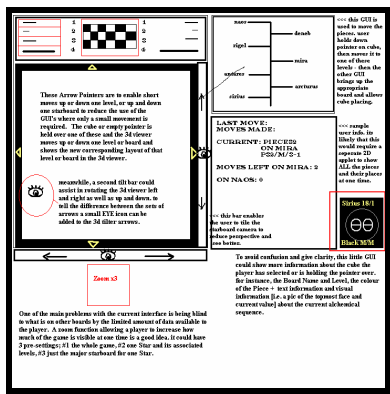 1
2
3
4
1
2
3
4
naos
deneb
rigel
mira
antares
arcturus
sirius
<<< this GUI is
used to move the
pieces. user
holds down
pointer on cube,
then moves it to
one of there
levels - then the
other GUI
brings up the
appropriate
board and allows
cube placing.
These Arrow Pointers are to enable short
moves up or down one level, or up and down
one starboard to reduce the use of the
GUI's where only a small movement is
required. The cube or empty pointer is
held over one of these and the 3d viewer
moves up or down one level or board and
shows the new corresponding layout of that
level or board in the 3d viewer.
meanwhile, a second tilt bar could
assist in rotating the 3d viewer left
and right as well as up and down. to
tell the difference between the sets of
arrows a small EYE icon can be
added to the 3d tilter arrows.
LAST MOVE:
MOVES MADE:
CURRENT: PIECES2
ON MIRA
PS2/M/S-1
MOVES LEFT ON MIRA: 2
ON NAOS: 0
<<< sample
user info. its
likely that this
would require a
seperate 2D
applet to show
ALL the pieces
and their places
at one time.
<<< this bar enables
the user to tilt the
starboard camera to
reduce perspective and
see better.
Sirius 18/1
Black M/M
Zoom x3
To avoid confusion and give clarity, this little GUI
could show more information about the cube the
player has selected or is holding the pointer over.
for instance, the Board Name and Level, the colour
of the Piece + text information and visual
information [i.e. a pic of the topmost face and
current value] about the current alchemical
sequence.
One of the main problems with the current interface is being blind
to what is on other boards by the limited amount of data available to
the player. A zoom function allowing a player to increase how
much of the game is visible at one time is a good idea. it could have
3 pre-settings; #1 the whole game, #2 one Star and its associated
levels, #3 just the major starboard for one Star.